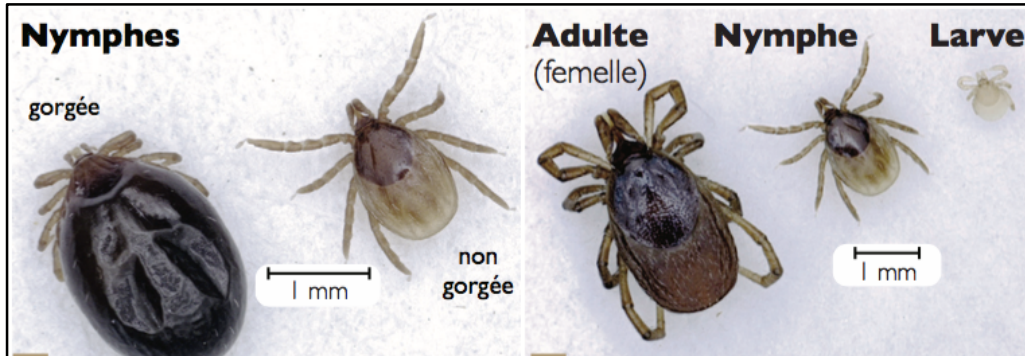 Nymphes
gorgée
1 mm
non
gorgée
Adulte
(femelle)
Nymphe
Larve
1 mm